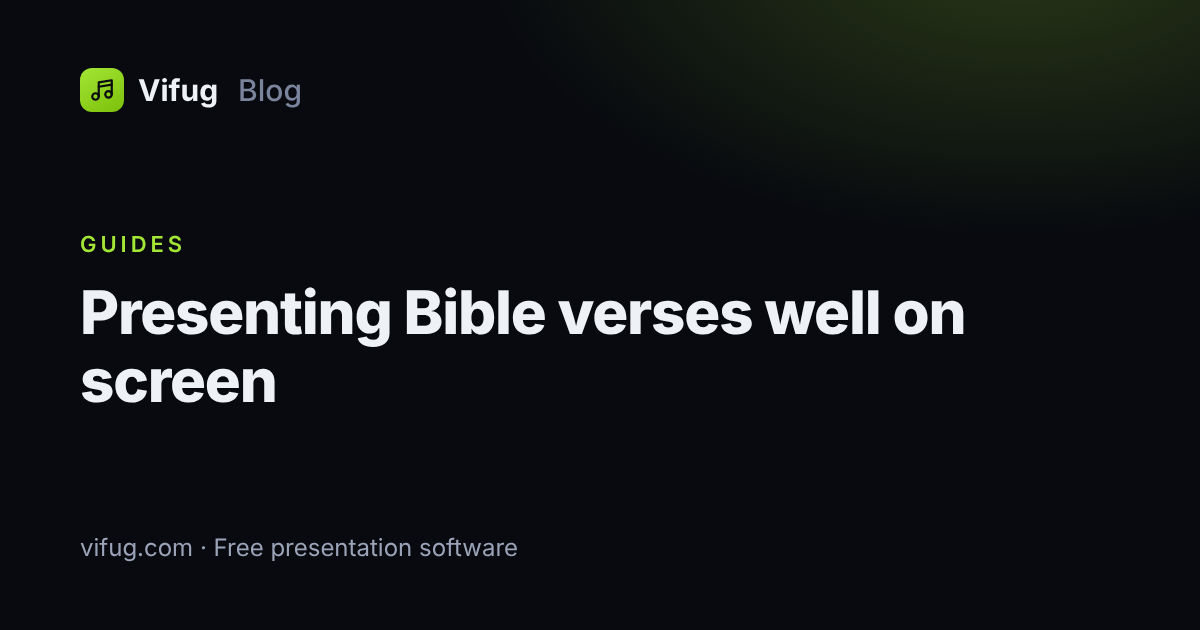 Vifug Blog
GUIDES
Presenting Bible verses well on
screen
vifug.com · Free presentation software